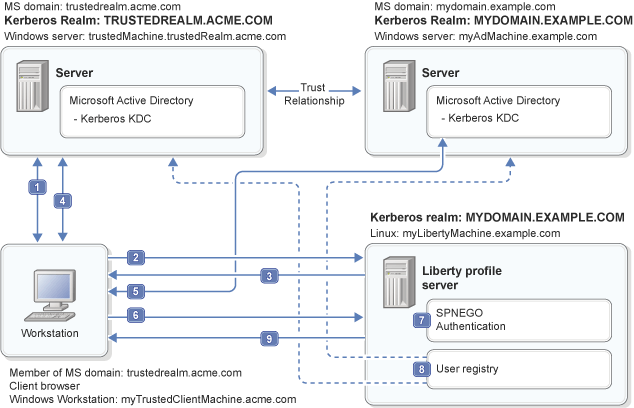 MS domain: trustedrealm.acme.com
Kerberos Realm: TRUSTEDREALM.ACME.COM
Windows server: trustedMachine.trustedRealm.acme.com
Server
Microsoft Active Directory
- Kerberos KDC
Trust
Relationship
MS domain: mydomain.example.com
Kerberos Realm: MYDOMAIN.EXAMPLE.COM
Windows server: myAdMachine.example.com
Server
Microsoft Active Directory
- Kerberos KDC
1
4
Kerberos realm: MYDOMAIN.EXAMPLE.COM
Linux: myLibertyMachine.example.com
2
3
5
6
9
Workstation
Liberty profile
server
7
SPNEGO
Authentication
8
User registry
Member of MS domain: trustedrealm.acme.com
Client browser
Windows Workstation: myTrustedClientMachine.acme.com